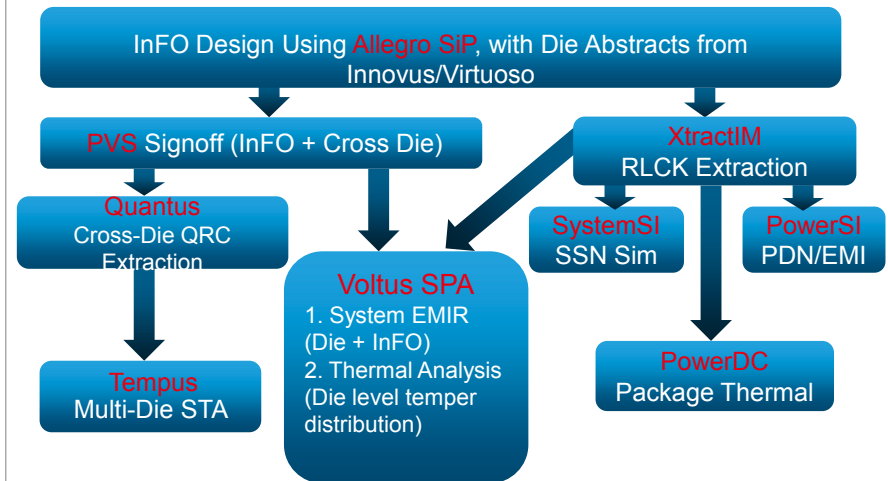 InFO Design Using Allegro SiP, with Die Abstracts from
Innovus/Virtuoso
PVS Signoff (InFO + Cross Die)
XtractIM
RLCK Extraction
Quantus
Cross-Die QRC
Extraction
SystemSI
SSN Sim
PowerSI
PDN/EMI
Voltus SPA
1. System EMIR
(Die + InFO)
2. Thermal Analysis
(Die level temper
distribution)
Tempus
Multi-Die STA
PowerDC
Package Thermal